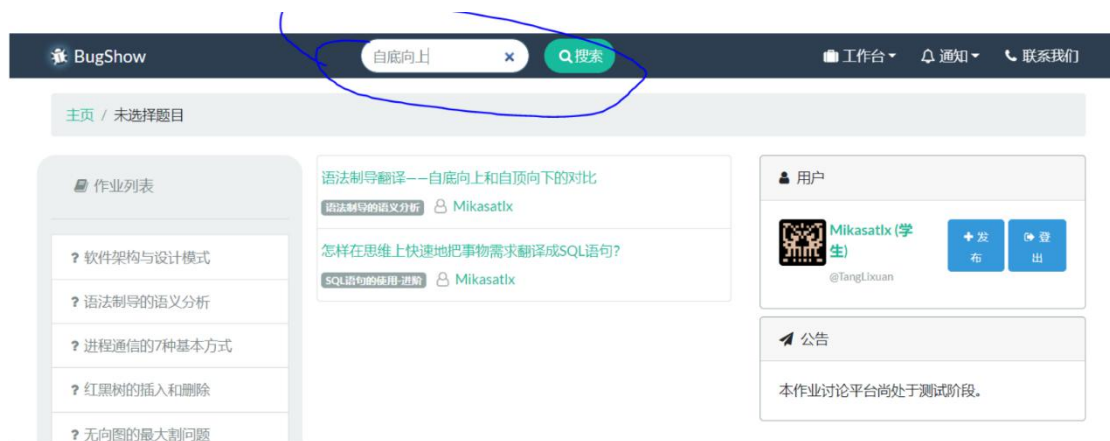 BugShow
自底向上
搜索
工作台
通知
联系我们
主页 / 未选择题目
作业列表
? 软件架构与设计模式
? 语法制导的语义分析
? 进程通信的7种基本方式
? 红黑树的插入和删除
? 无向图的最大割问题
语法制导翻译——自底向上和自顶向下的对比
语法制导的语义分析 Mikasatlx
怎样在思维上快速地把事物需求翻译成SQL语句?
SQL语句的使用-进阶 Mikasatlx
用户
Mikasatlx (学
生)
@TangLixuan
+ 发
布
登
出
公告
本作业讨论平台尚处于测试阶段。